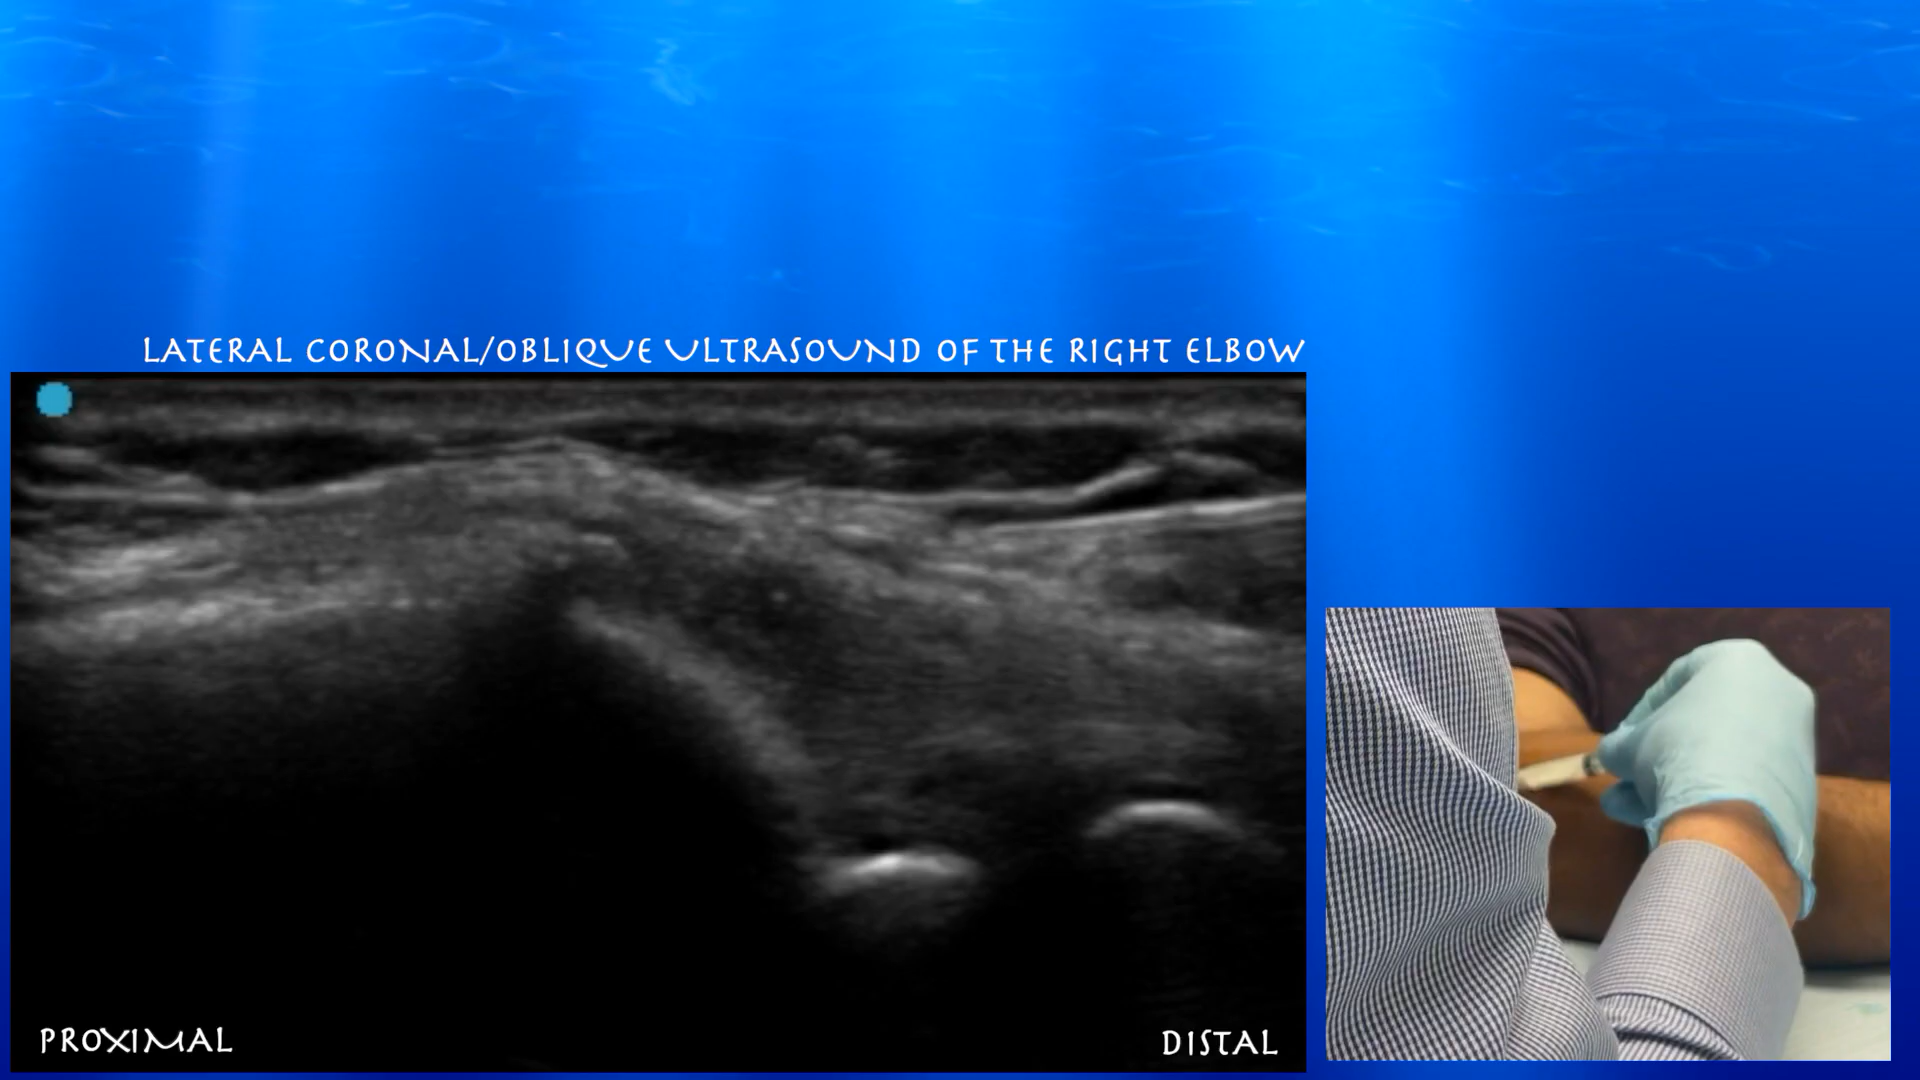 LATERAL CORONAL/OBLIQUE ULTRASOUND OF THE RIGHT ELBOW
PROXIMAL
DISTAL